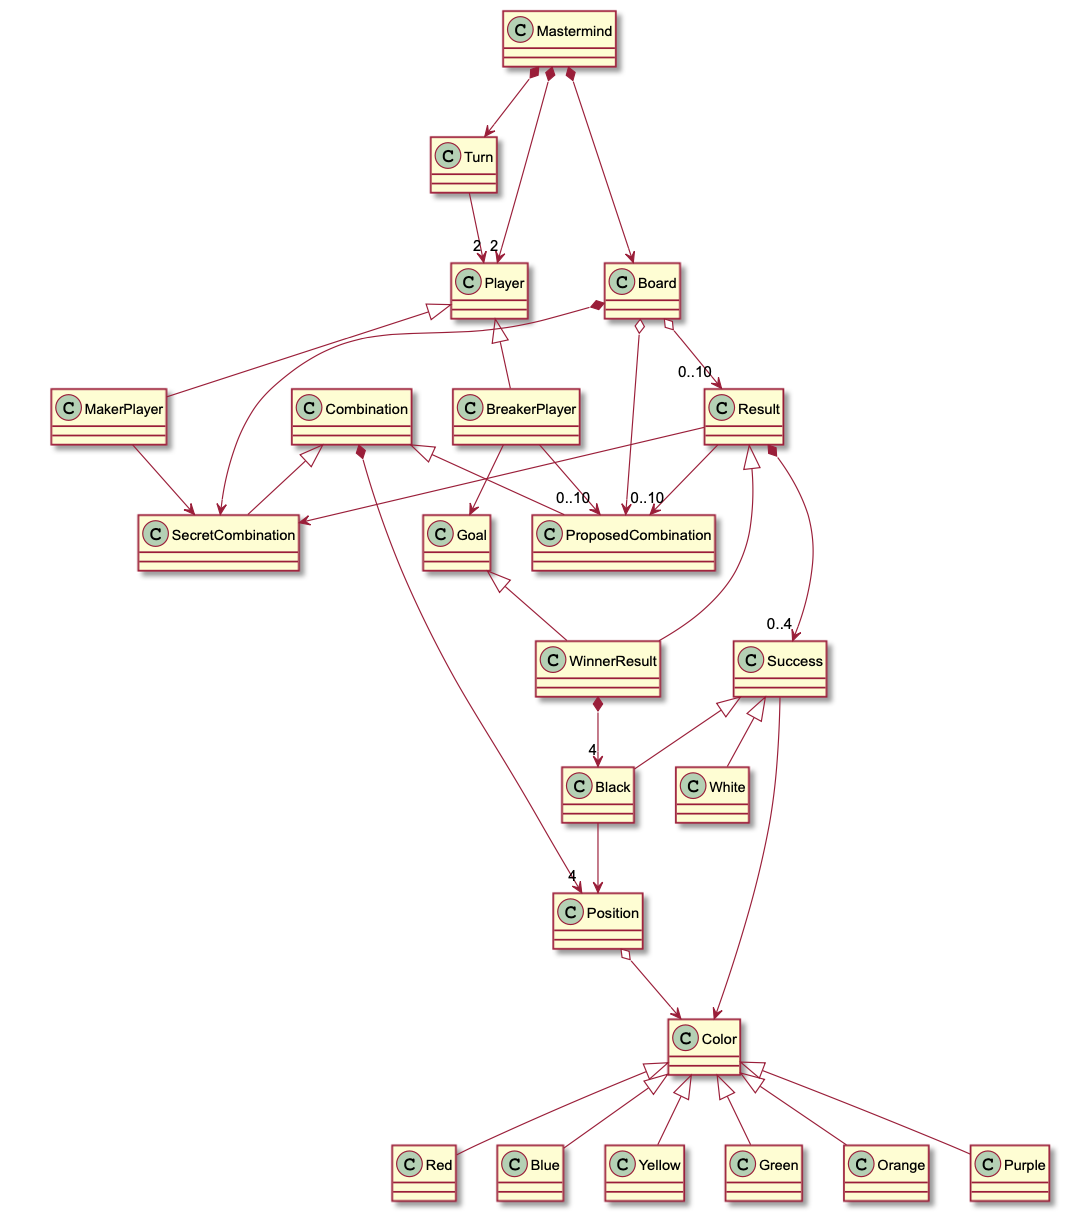 C Mastermind
C Turn
2 2
C Player
C Board
0..10
C MakerPlayer
C Combination
C BreakerPlayer
C Result
0..10 0..10
C SecretCombination
C Goal
C ProposedCombination
0..4
C WinnerResult
C Success
4
C Black
C White
4
C Position
C Color
C Red
C Blue
C Yellow
C Green
C Orange
C Purple